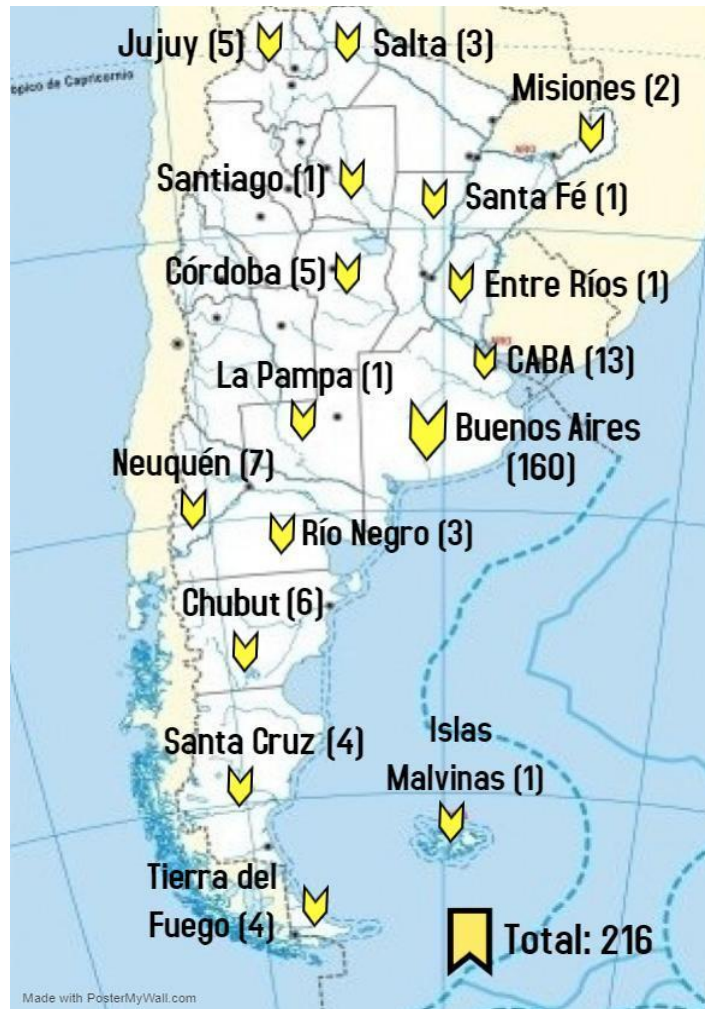 Jujuy (5)
Salta (3)
ópico de Capricornio
Misiones (2)
Santiago (1)
Santa Fé (1)
Córdoba (5)
Entre Ríos (1)
CABA (13)
La Pampa (1)
Buenos Aires
(160)
Neuquén (7)
Río Negro (3)
Chubut (6)
Santa Cruz (4)
Islas
Malvinas (1)
Tierra del
Fuego (4)
Total: 216
Made with PosterMyWall.com